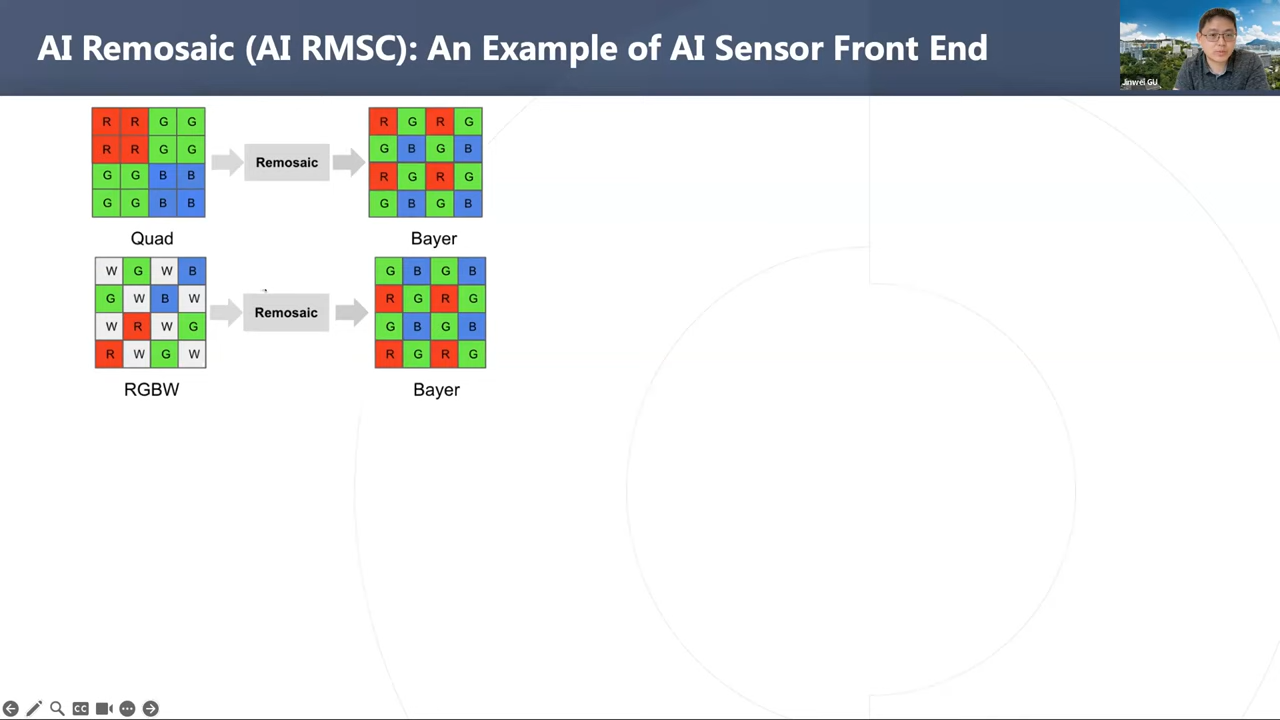 AI Remosaic (AI RMSC): An Example of AI Sensor Front End
Jinwei GU
R R G G
R R G G
G G B B
G G B B
Quad
Remosaic
R G R G
G B G B
R G R G
G B G B
Bayer
W G W B
G W B W
W R W G
R W G W
RGBW
Remosaic
G B G B
R G R G
G B G B
R G R G
Bayer
CC